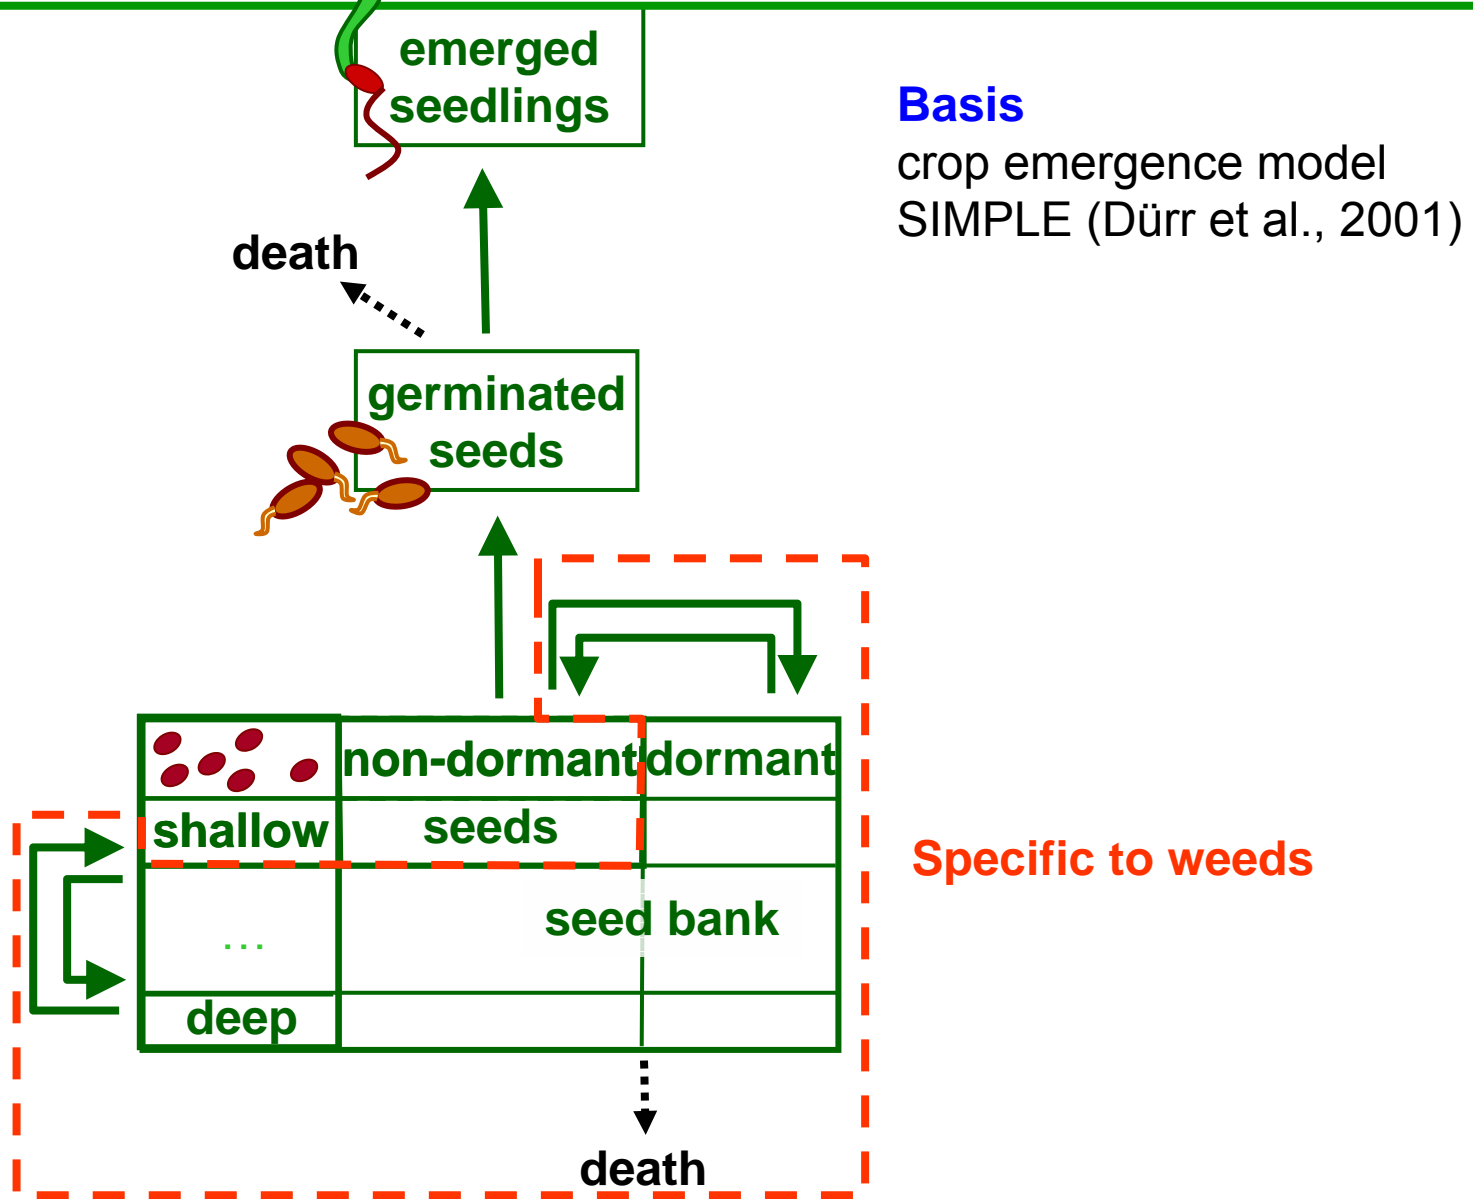 emerged
seedlings
Basis
crop emergence model
SIMPLE (Dürr et al., 2001)
death
germinated
seeds
non-dormant
dormant
shallow
seeds
Specific to weeds
seed bank
...
deep
death